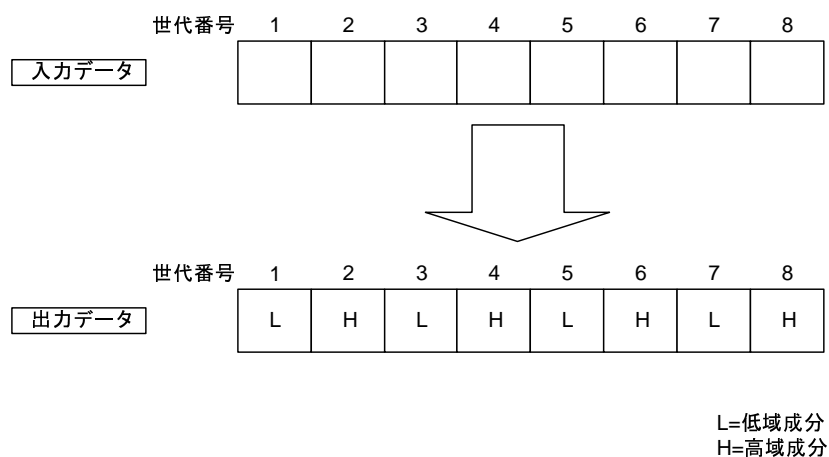 世代番号 1 2 3 4 5 6 7 8
入力データ
世代番号 1 2 3 4 5 6 7 8
出力データ L H L H L H L H
L=低域成分
H=高域成分